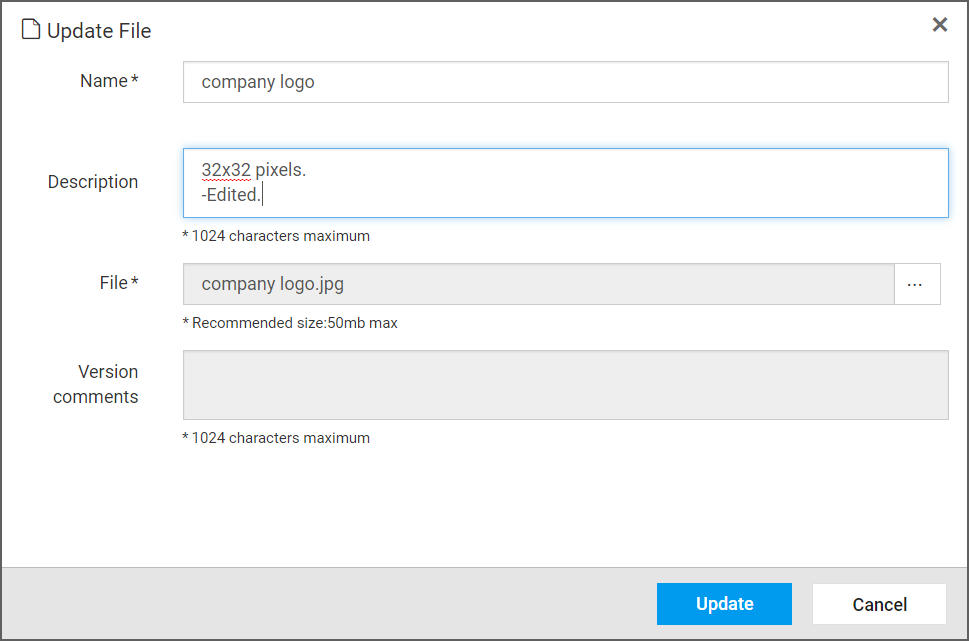 Update File
Name *
company logo
Description
32x32 pixels.
-Edited.
* 1024 characters maximum
File *
company logo.jpg
...
* Recommended size:50mb max
Version
comments
* 1024 characters maximum
Update
Cancel